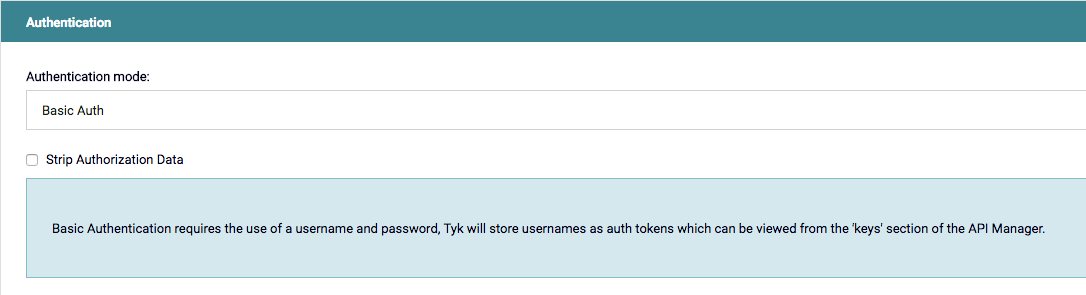 Authentication
Authentication mode:
Basic Auth
Strip Authorization Data
Basic Authentication requires the use of a username and password, Tyk will store usernames as auth tokens which can be viewed from the 'keys' section of the API Manager.